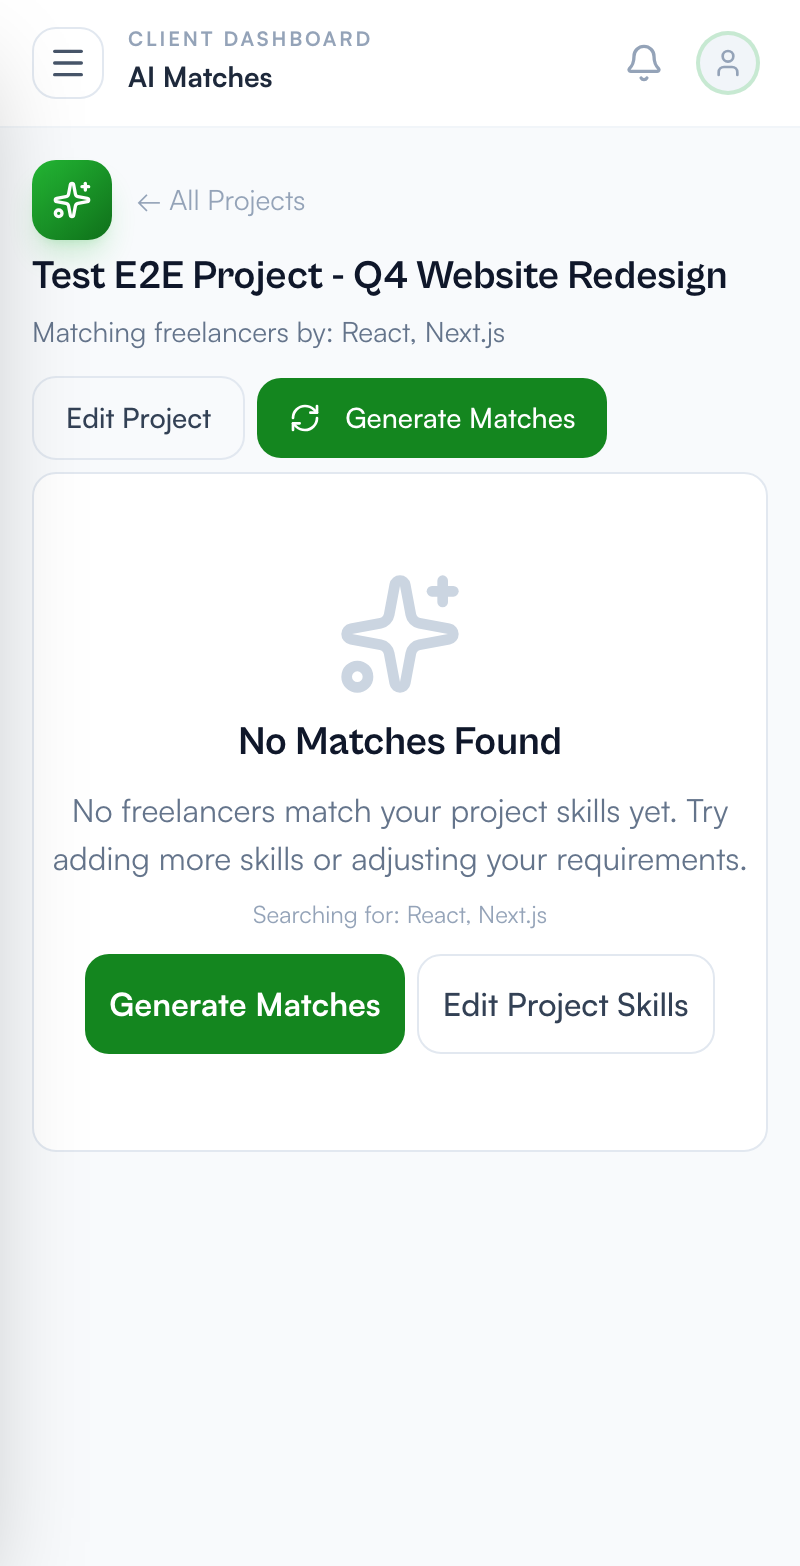 CLIENT DASHBOARD
AI Matches
← All Projects
Test E2E Project - Q4 Website Redesign
Matching freelancers by: React, Next.js
Edit Project
Generate Matches
No Matches Found
No freelancers match your project skills yet. Try
adding more skills or adjusting your requirements.
Searching for: React, Next.js
Generate Matches
Edit Project Skills